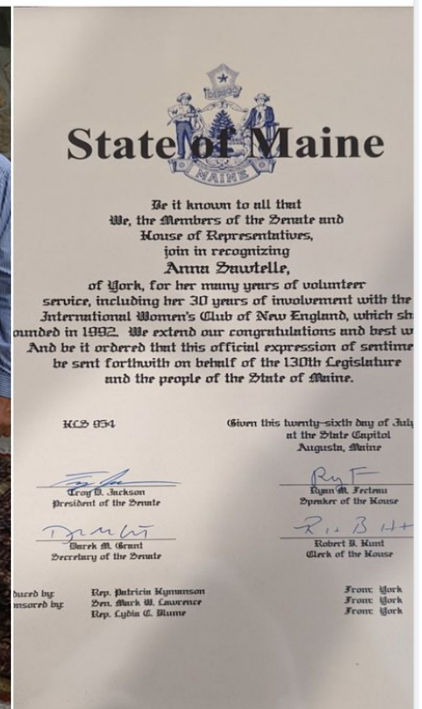 DIRIGO
State of Maine
MAINE
Be it known to all that
We, the Members of the Senate and
House of Representatives,
join in recognizing
Anna Sawtelle,
of York, for her many years of volunteer
service, including her 30 years of involvement with the
International Women's Club of New England, which sh
ounded in 1992. We extend our congratulations and best w
And be it ordered that this official expression of sentime
be sent forthwith on behalf of the 130th Legislature
and the people of the State of Maine.
HLS 954
Given this twenty-sixth day of July
at the State Capitol
Augusta, Maine
Troy D. Jackson
President of the Senate
Ryan M. Fecteau
Speaker of the House
Darek M. Grant
Secretary of the Senate
Robert B. Hunt
Clerk of the House
duced by: Rep. Patricia Hymanson From: York
onsored by: Sen. Mark W. Lawrence From: York
Rep. Lydia C. Blume From: York